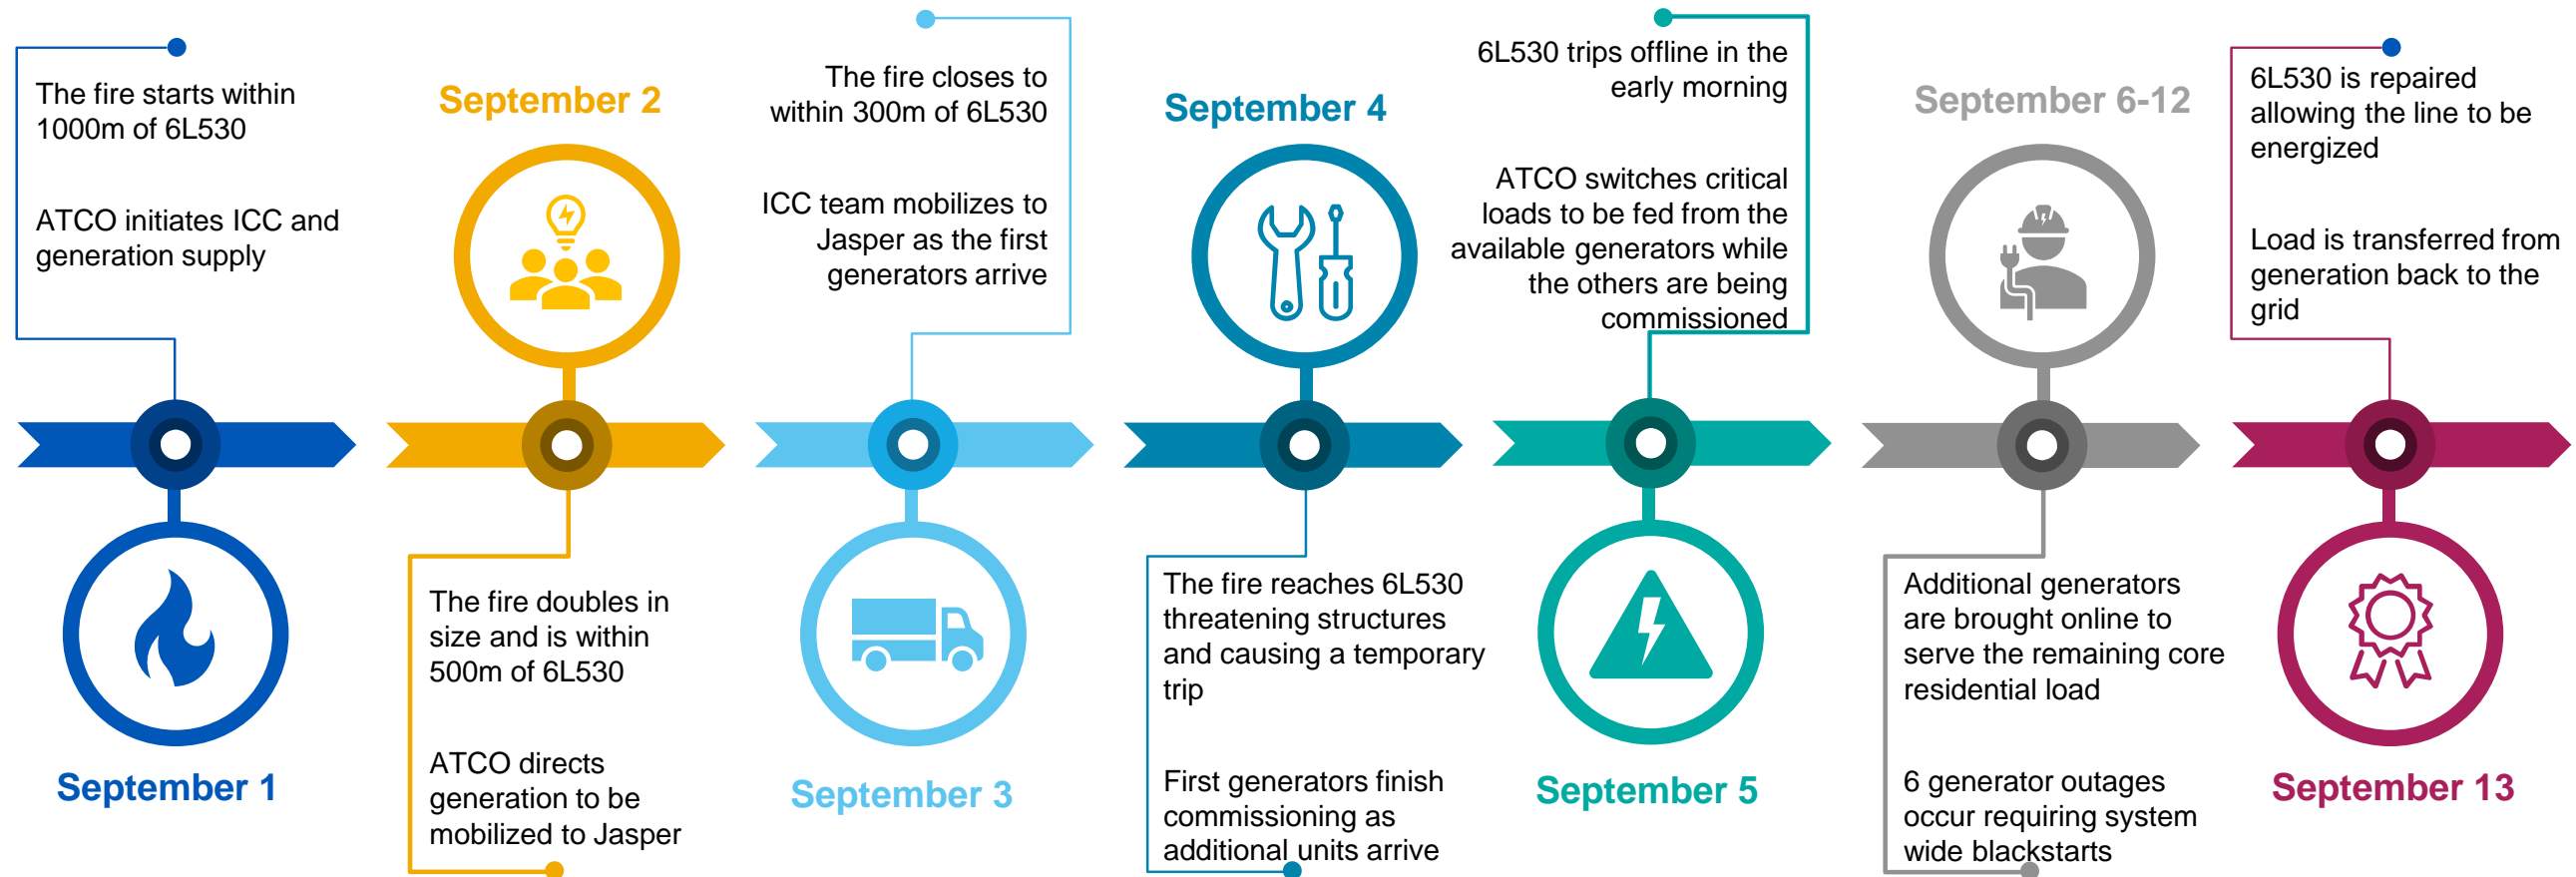 The fire starts within
1000m of 6L530
ATCO initiates ICC and
generation supply
September 1
September 2
The fire doubles in
size and is within
500m of 6L530
ATCO directs
generation to be
mobilized to Jasper
The fire closes to
within 300m of 6L530
ICC team mobilizes to
Jasper as the first
generators arrive
September 3
September 4
The fire reaches 6L530
threatening structures
and causing a temporary
trip
First generators finish
commissioning as
additional units arrive
6L530 trips offline in the
early morning
ATCO switches critical
loads to be fed from the
available generators while
the others are being
commissioned
September 5
September 6-12
Additional generators
are brought online to
serve the remaining core
residential load
6 generator outages
occur requiring system
wide blackstarts
6L530 is repaired
allowing the line to be
energized
Load is transferred from
generation back to the
grid
September 13